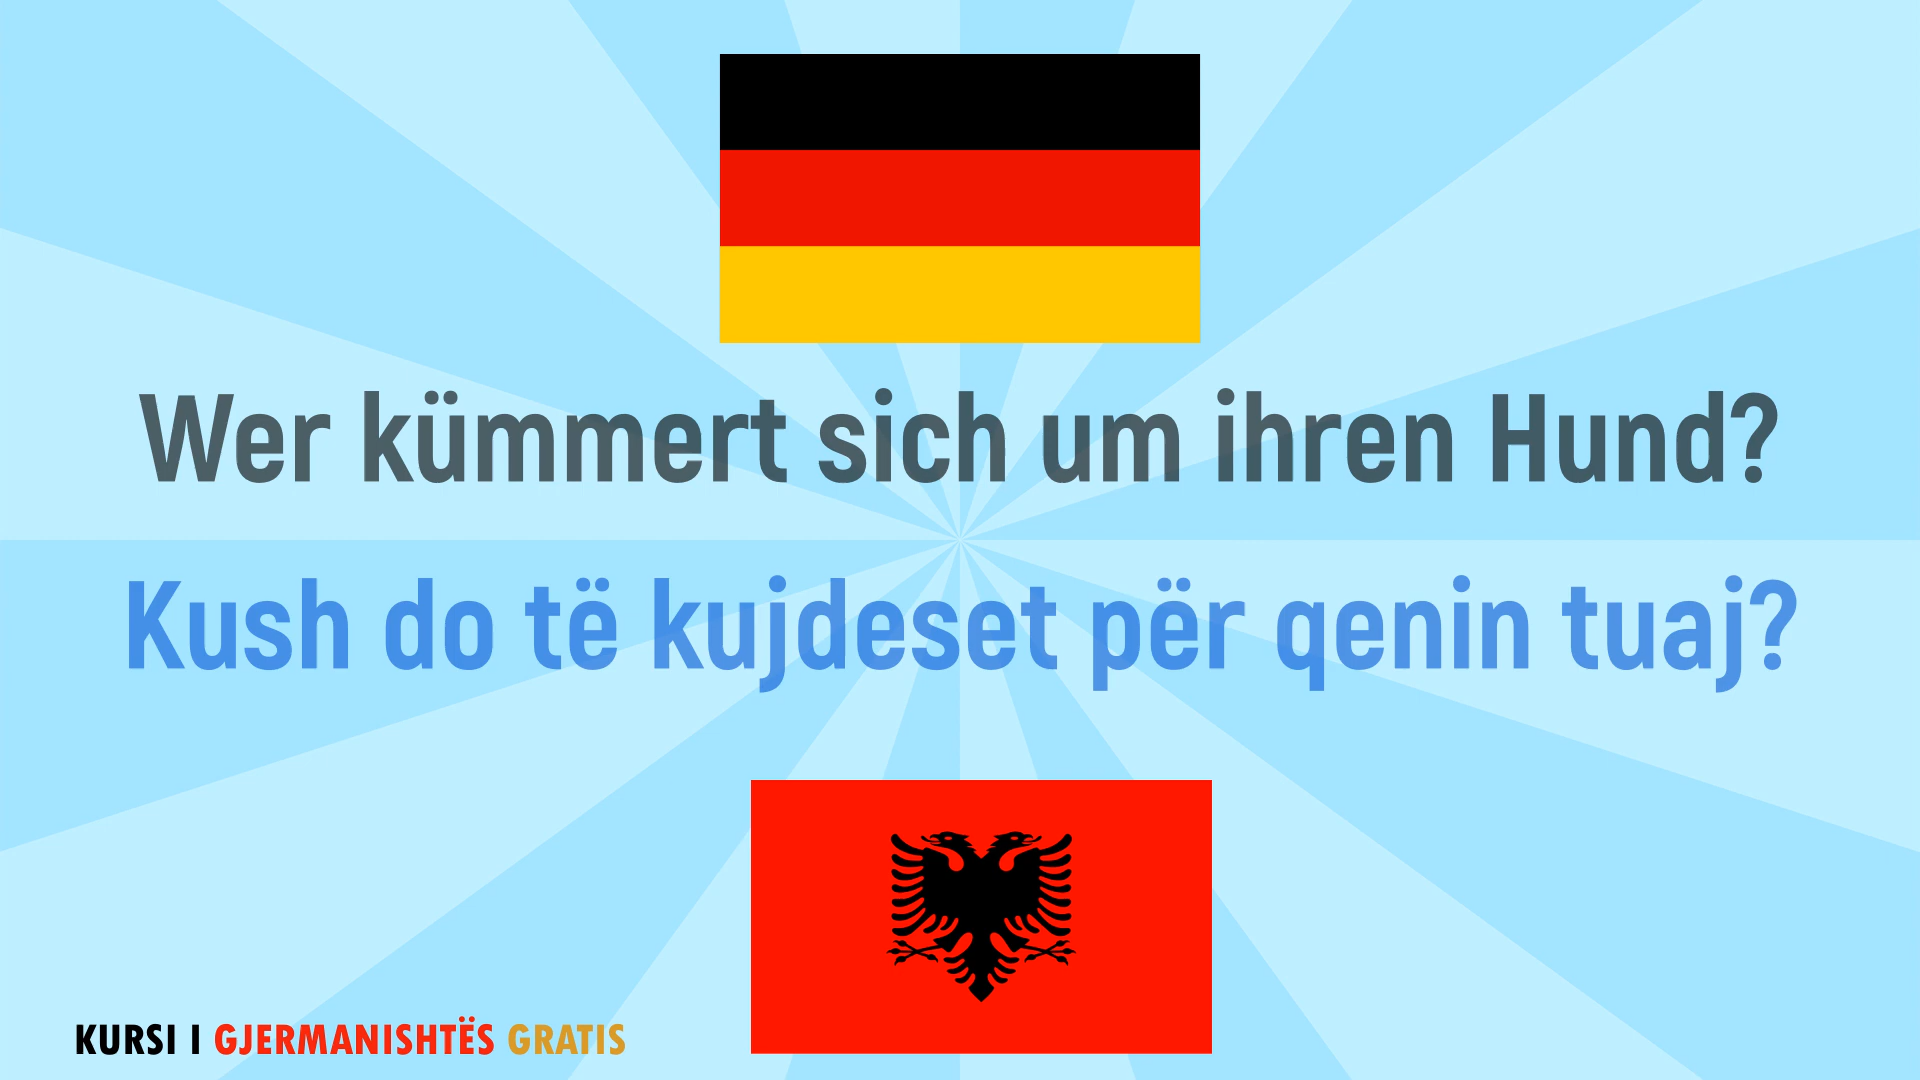 Wer kümmert sich um ihren Hund?
Kush do të kujdeset për qenin tuaj?
KURSI I GJERMANISHTËS GRATIS